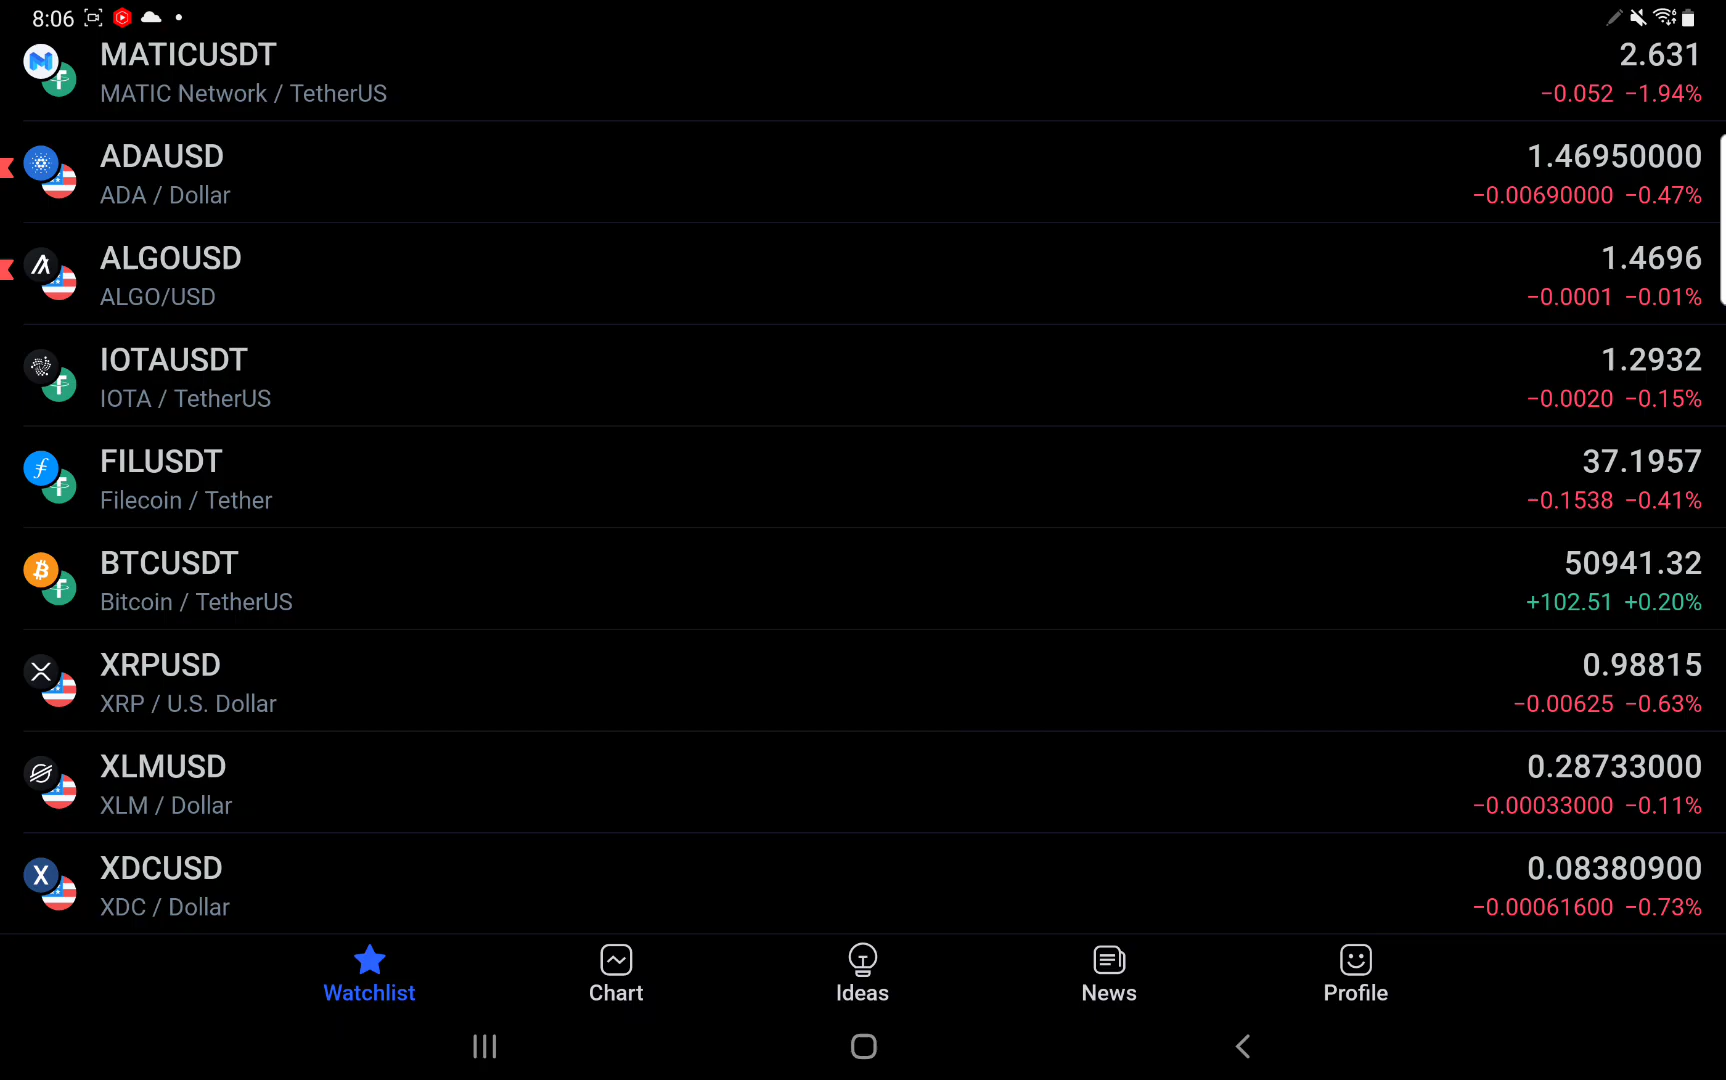 8:06
MATICUSDT 2.631
MATIC Network / TetherUS −0.052 −1.94%
ADAUSD 1.46950000
ADA / Dollar −0.00690000 −0.47%
ALGOUSD 1.4696
ALGO/USD −0.0001 −0.01%
IOTAUSDT 1.2932
IOTA / TetherUS −0.0020 −0.15%
FILUSDT 37.1957
Filecoin / Tether −0.1538 −0.41%
BTCUSDT 50941.32
Bitcoin / TetherUS +102.51 +0.20%
XRPUSD 0.98815
XRP / U.S. Dollar −0.00625 −0.63%
XLMUSD 0.28733000
XLM / Dollar −0.00033000 −0.11%
XDCUSD 0.08380900
XDC / Dollar −0.00061600 −0.73%
Watchlist Chart Ideas News Profile